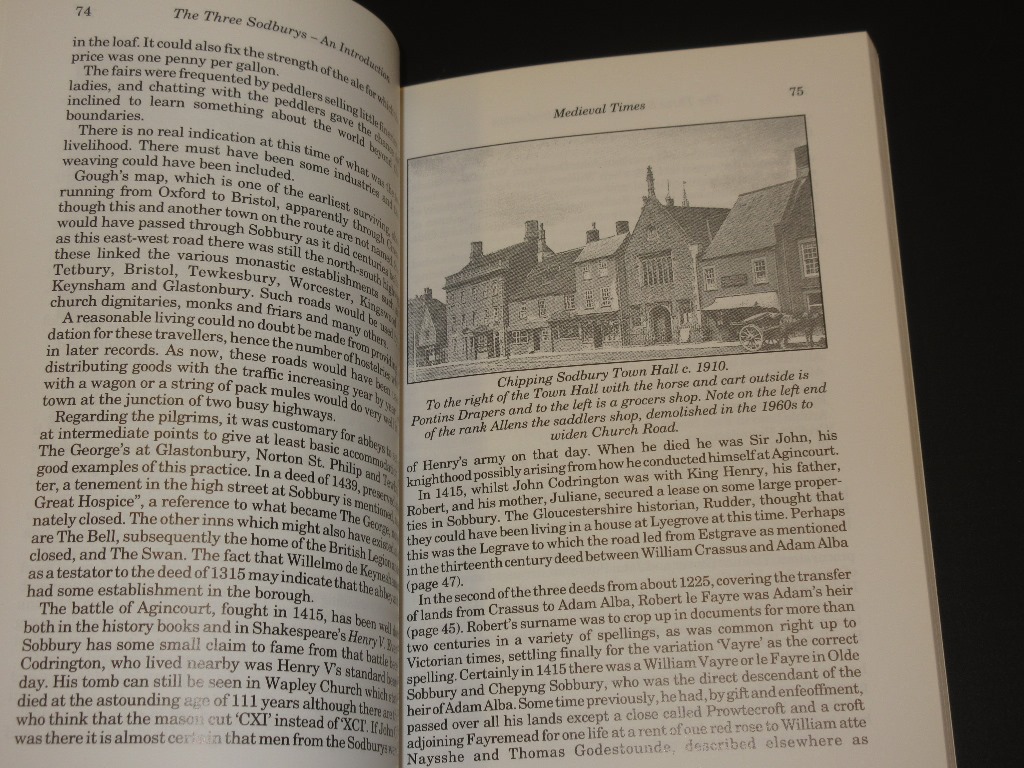 74
The Three Sodburys – An Introduction
in the loaf. It could also fix the strength of the ale for which
price was one penny per gallon.
The fairs were frequented by peddlers selling little
ladies, and chatting with the peddlers gave the
inclined to learn something about the world beyond
boundaries.
There is no real indication at this time of what was
livelihood. There must have been some industries and
weaving could have been included.
Gough's map, which is one of the earliest surviving
running from Oxford to Bristol, apparently through
though this and another town on the route are not named
would have passed through Sobbury as it did centuries
as this east-west road there was still the north-south
these linked the various monastic establishments such
Tetbury, Bristol, Tewkesbury, Worcester, Kingswood
Keynsham and Glastonbury. Such roads would be used
church dignitaries, monks and friars and many others.
A reasonable living could no doubt be made from
dation for these travellers, hence the number of hostelries
in later records. As now, these roads would have been
distributing goods with the traffic increasing year by year
with a wagon or a string of pack mules would do very well
town at the junction of two busy highways.
Regarding the pilgrims, it was customary for abbeys
at intermediate points to give at least basic
The George's at Glastonbury, Norton St. Philip and
good examples of this practice. In a deed of 1439,
ter, a tenement in the high street at Sobbury is mentioned
Great Hospice", a reference to what became The George,
nately closed. The other inns which might also have
are The Bell, subsequently the home of the British Legion
closed, and The Swan. The fact that Willelmo de
as a testator to the deed of 1315 may indicate that the
had some establishment in the borough.
The battle of Agincourt, fought in 1415, has been well
both in the history books and in Shakespeare's Henry V.
Sobbury has some small claim to fame from that battle
Codrington, who lived nearby was Henry V's standard
day. His tomb can still be seen in Wapley Church which
died at the astounding age of 111 years although there are
who think that the mason cut 'CXI' instead of 'XCI'. If John
was there it is almost certain that men from the Sodburys
Medieval Times
75
Chipping Sodbury Town Hall c. 1910.
To the right of the Town Hall with the horse and cart outside is
Pontins Drapers and to the left is a grocers shop. Note on the left end
of the rank Allens the saddlers shop, demolished in the 1960s to
widen Church Road.
of Henry's army on that day. When he died he was Sir John, his
knighthood possibly arising from how he conducted himself at Agincourt.
In 1415, whilst John Codrington was with King Henry, his father,
Robert, and his mother, Juliane, secured a lease on some large proper-
ties in Sobbury. The Gloucestershire historian, Rudder, thought that
they could have been living in a house at Lyegrove at this time. Perhaps
this was the Legrave to which the road led from Estgrave as mentioned
in the thirteenth century deed between William Crassus and Adam Alba
(page 47).
In the second of the three deeds from about 1225, covering the transfer
of lands from Crassus to Adam Alba, Robert le Fayre was Adam's heir
(page 45). Robert's surname was to crop up in documents for more than
two centuries in a variety of spellings, as was common right up to
Victorian times, settling finally for the variation 'Vayre' as the correct
spelling. Certainly in 1415 there was a William Vayre or le Fayre in Olde
Sobbury and Chepyng Sobbury, who was the direct descendant of the
heir of Adam Alba. Some time previously, he had, by gift and enfeoffment,
passed over all his lands except a close called Prowtecroft and a croft
adjoining Fayremead for one life at a rent of one red rose to William atte
Naysshe and Thomas Godestounde, described elsewhere as